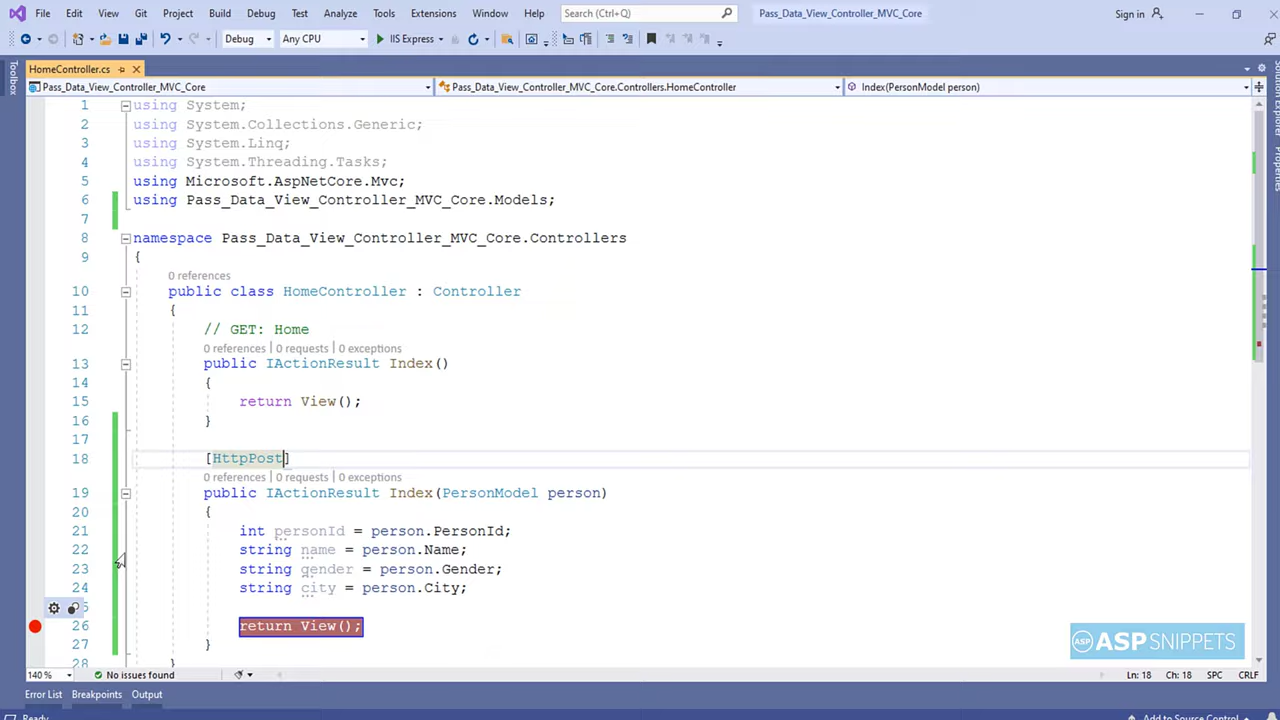 File Edit View Git Project Build Debug Test Analyze Tools Extensions Window Help Search (Ctrl+Q) Pass_Data_View_Controller_MVC_Core Sign in
Debug Any CPU IIS Express
Toolbox
HomeController.cs
Solution Explorer
Properties
Pass_Data_View_Controller_MVC_Core Pass_Data_View_Controller_MVC_Core.Controllers.HomeController Index(PersonModel person)
1 using System;
2 using System.Collections.Generic;
3 using System.Linq;
4 using System.Threading.Tasks;
5 using Microsoft.AspNetCore.Mvc;
6 using Pass_Data_View_Controller_MVC_Core.Models;
7
8 namespace Pass_Data_View_Controller_MVC_Core.Controllers
9 {
0 references
10 public class HomeController : Controller
11 {
12 // GET: Home
0 references | 0 requests | 0 exceptions
13 public IActionResult Index()
14 {
15 return View();
16 }
17
18 [HttpPost]
0 references | 0 requests | 0 exceptions
19 public IActionResult Index(PersonModel person)
20 {
21 int personId = person.PersonId;
22 string name = person.Name;
23 string gender = person.Gender;
24 string city = person.City;
26 return View();
27 }
28 }
ASPSNIPPETS
140 % No issues found Ln: 18 Ch: 18 SPC CRLF
Error List Breakpoints Output
Ready Add to Source Control